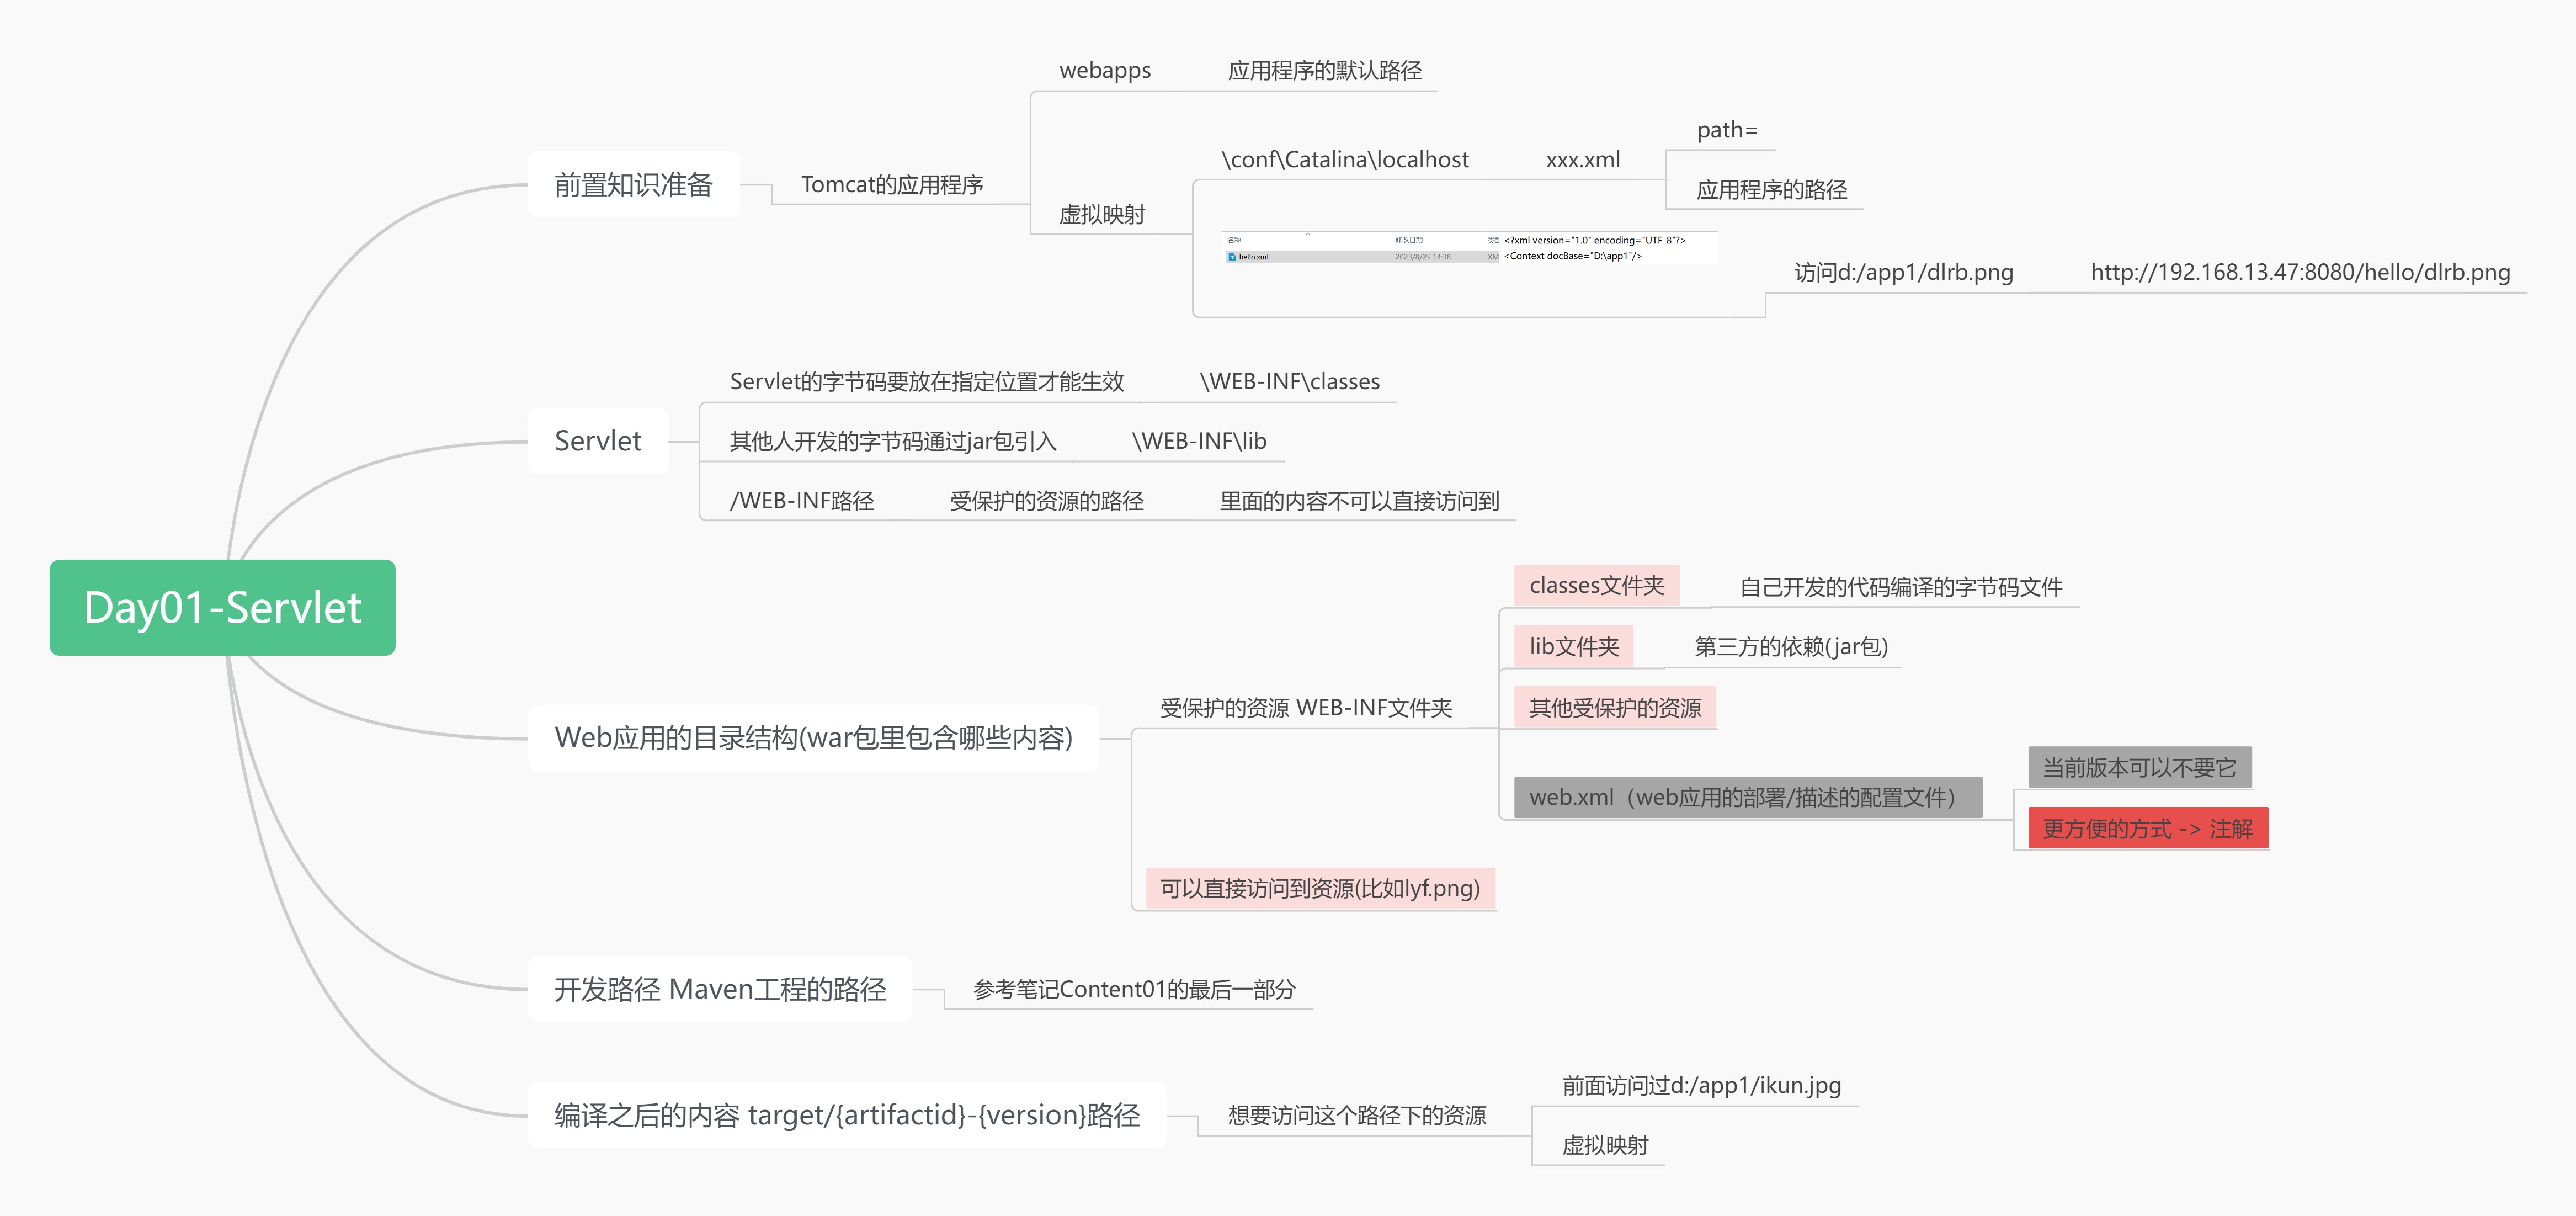 Day01-Servlet
前置知识准备
Tomcat的应用程序
webapps
应用程序的默认路径
虚拟映射
\conf\Catalina\localhost
xxx.xml
path=
应用程序的路径
名称 修改日期 类型
hello.xml 2023/8/25 14:38 XM
<?xml version="1.0" encoding="UTF-8"?>
<Context docBase="D:\app1"/>
访问d:/app1/dlrb.png
http://192.168.13.47:8080/hello/dlrb.png
Servlet
Servlet的字节码要放在指定位置才能生效
\WEB-INF\classes
其他人开发的字节码通过jar包引入
\WEB-INF\lib
/WEB-INF路径
受保护的资源的路径
里面的内容不可以直接访问到
Web应用的目录结构(war包里包含哪些内容)
受保护的资源 WEB-INF文件夹
classes文件夹
自己开发的代码编译的字节码文件
lib文件夹
第三方的依赖(jar包)
其他受保护的资源
web.xml（web应用的部署/描述的配置文件）
当前版本可以不要它
更方便的方式 -> 注解
可以直接访问到资源(比如lyf.png)
开发路径 Maven工程的路径
参考笔记Content01的最后一部分
编译之后的内容 target/{artifactid}-{version}路径
想要访问这个路径下的资源
前面访问过d:/app1/ikun.jpg
虚拟映射